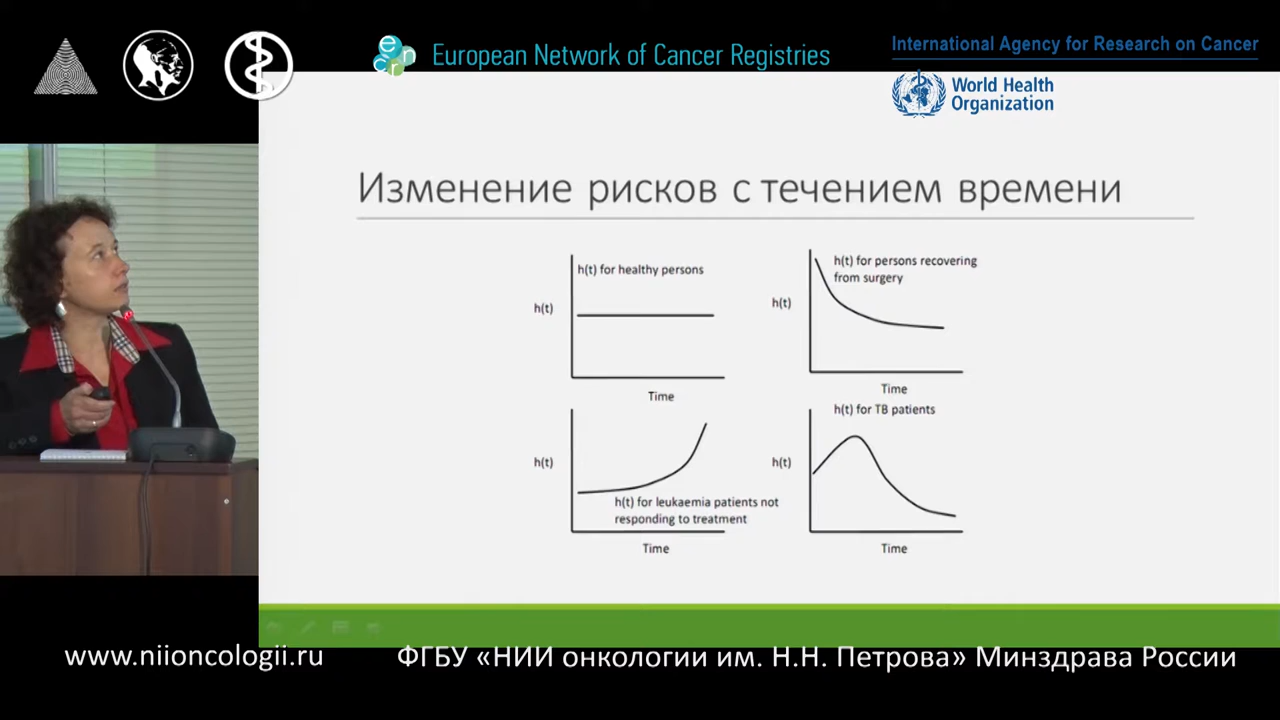 European Network of Cancer Registries
International Agency for Research on Cancer
World Health
Organization
Изменение рисков с течением времени
h(t) for healthy persons
h(t)
Time
h(t) for persons recovering
from surgery
h(t)
Time
h(t)
h(t) for leukaemia patients not
responding to treatment
Time
h(t) for TB patients
h(t)
Time
www.niioncologii.ru
ФГБУ «НИИ онкологии им. Н.Н. Петрова» Минздрава России